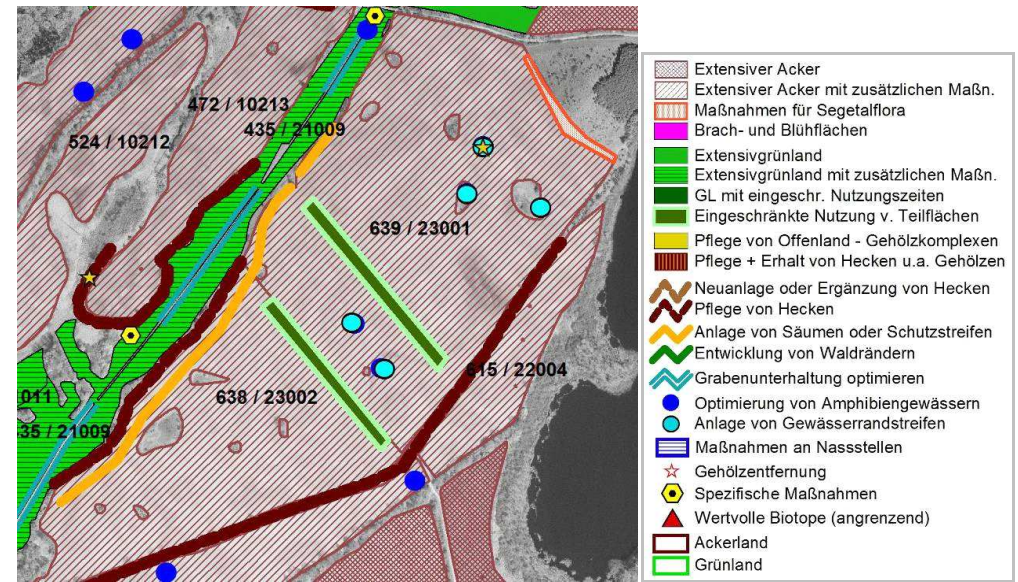 472 / 10213
435 / 21009
524 / 10212
639 / 23001
615 / 22004
638 / 23002
011
435 / 21009
Extensiver Acker
Extensiver Acker mit zusätzlichen Maßn.
Maßnahmen für Segetalflora
Brach- und Blühflächen
Extensivgrünland
Extensivgrünland mit zusätzlichen Maßn.
GL mit eingeschr. Nutzungszeiten
Eingeschränkte Nutzung v. Teilflächen
Pflege von Offenland - Gehölzkomplexen
Pflege + Erhalt von Hecken u.a. Gehölzen
Neuanlage oder Ergänzung von Hecken
Pflege von Hecken
Anlage von Säumen oder Schutzstreifen
Entwicklung von Waldrändern
Grabenunterhaltung optimieren
Optimierung von Amphibiengewässern
Anlage von Gewässerrandstreifen
Maßnahmen an Nassstellen
Gehölzentfernung
Spezifische Maßnahmen
Wertvolle Biotope (angrenzend)
Ackerland
Grünland